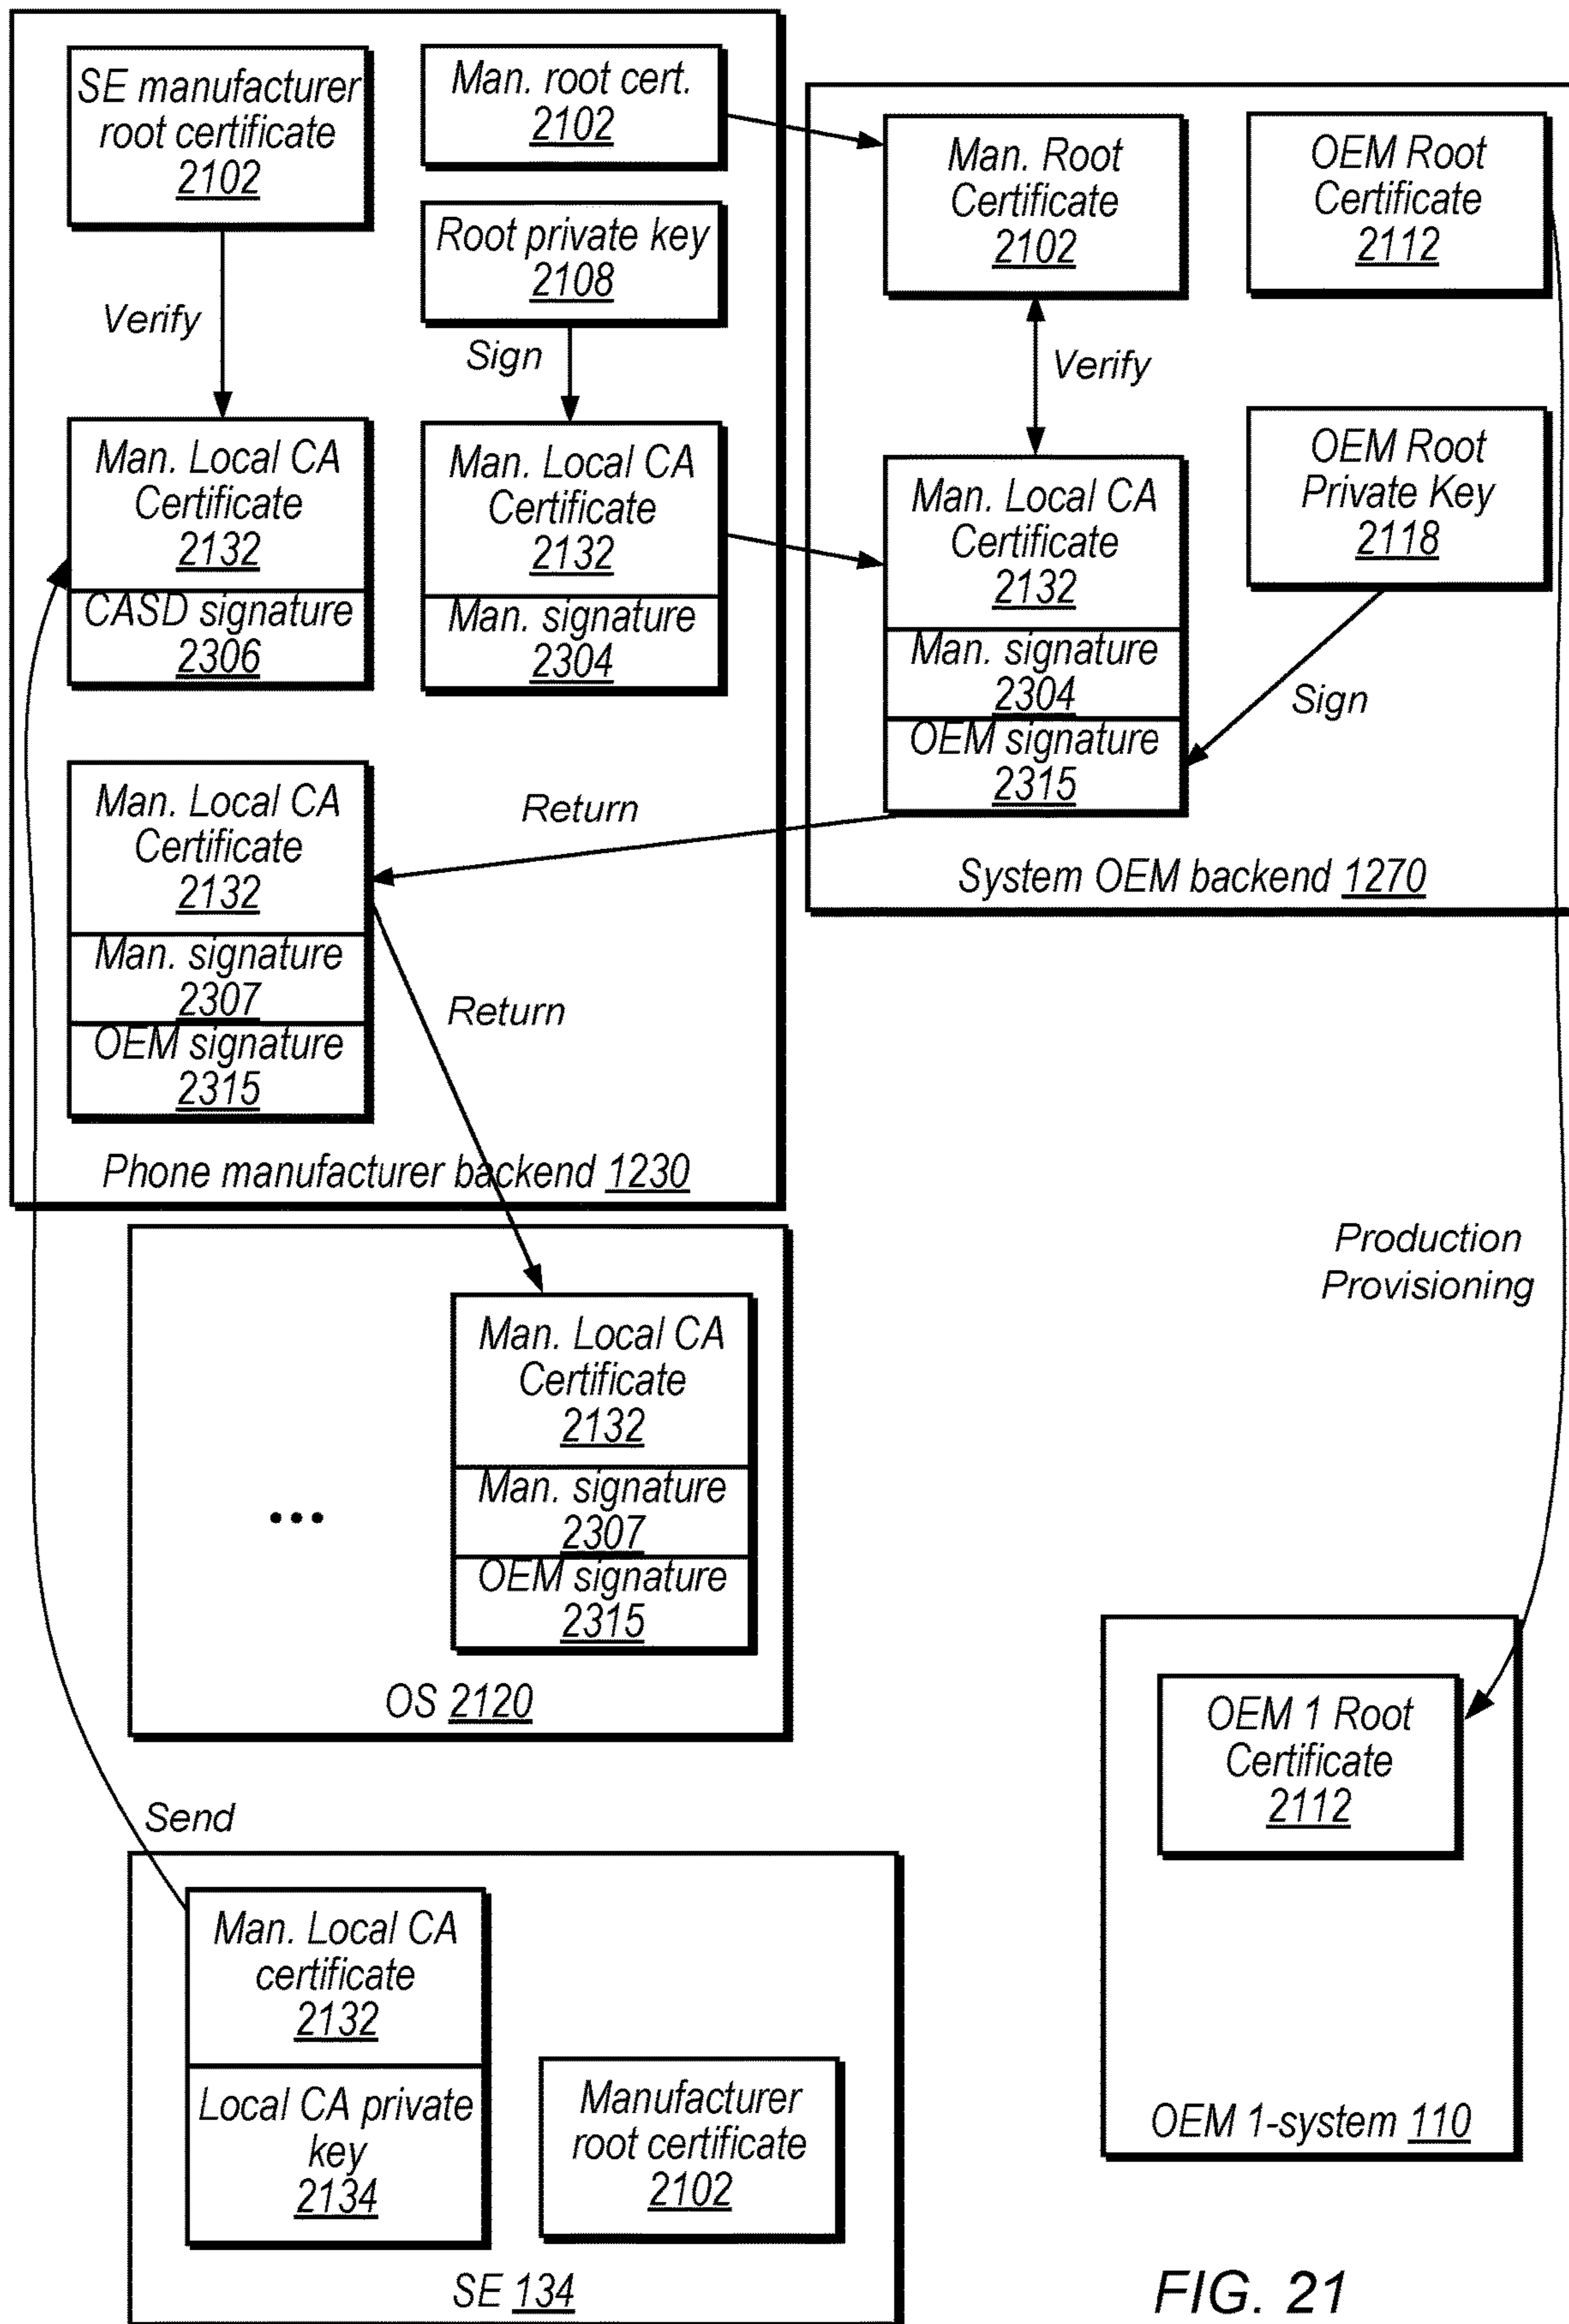 SE manufacturer
root certificate
2102
Man. root cert.
2102
Root private key
2108
Verify
Sign
Man. Local CA
Certificate
2132
CASD signature
2306
Man. Local CA
Certificate
2132
Man. signature
2304
Man. Local CA
Certificate
2132
Man. signature
2307
OEM signature
2315
Return
Return
Phone manufacturer backend 1230
Man. Root
Certificate
2102
OEM Root
Certificate
2112
Verify
Man. Local CA
Certificate
2132
Man. signature
2304
OEM signature
2315
OEM Root
Private Key
2118
Sign
System OEM backend 1270
Production
Provisioning
...
Man. Local CA
Certificate
2132
Man. signature
2307
OEM signature
2315
OS 2120
OEM 1 Root
Certificate
2112
OEM 1-system 110
Send
Man. Local CA
certificate
2132
Local CA private
key
2134
Manufacturer
root certificate
2102
SE 134
FIG. 21